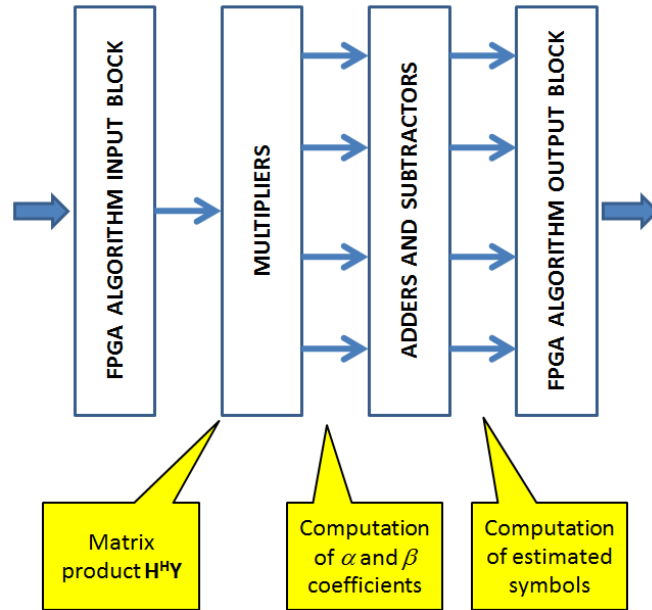 FPGA ALGORITHM INPUT BLOCK
MULTIPLIERS
ADDERS AND SUBTRACTORS
FPGA ALGORITHM OUTPUT BLOCK
Matrix
product HᴴY
Computation
of α and β
coefficients
Computation
of estimated
symbols